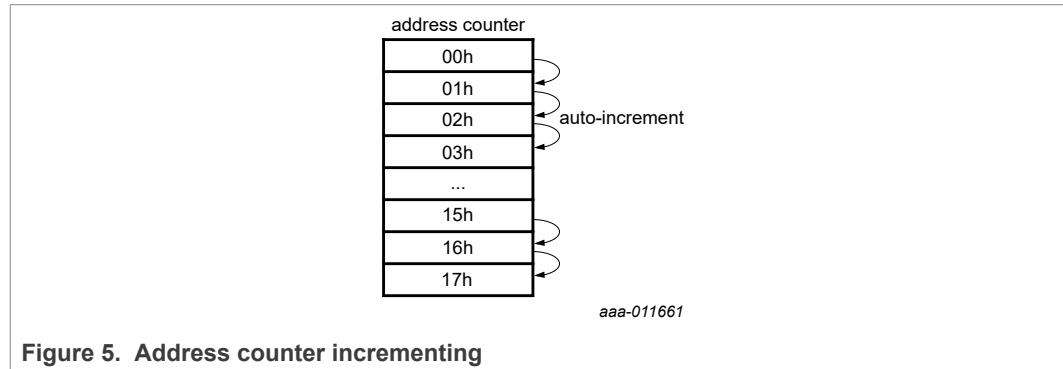 address counter
00h
01h
02h
auto-increment
03h
...
15h
16h
17h
aaa-011661
Figure 5. Address counter incrementing